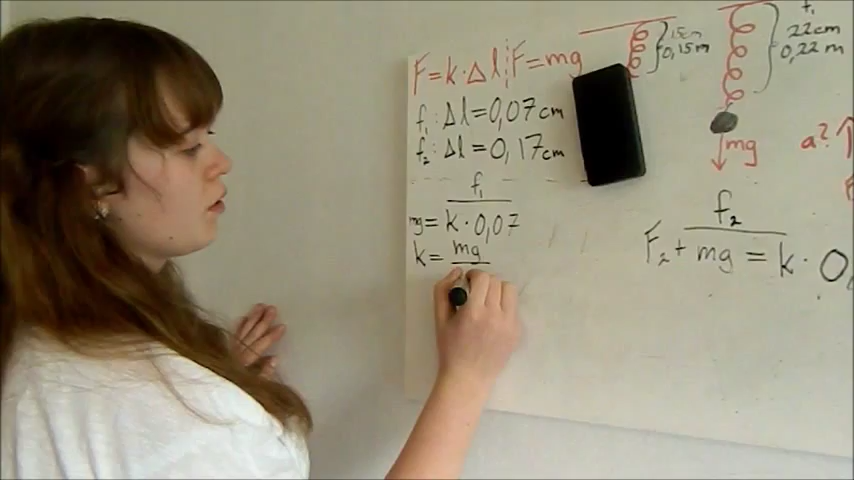 F=k·Δl F=mg
15cm
0,15m
f₁
22cm
0,22m
f₁: Δl=0,07cm
f₂: Δl=0,17cm
mg
a?
f₁
mg=k·0,07
k=mg
f₂
F₂+mg=k·0,